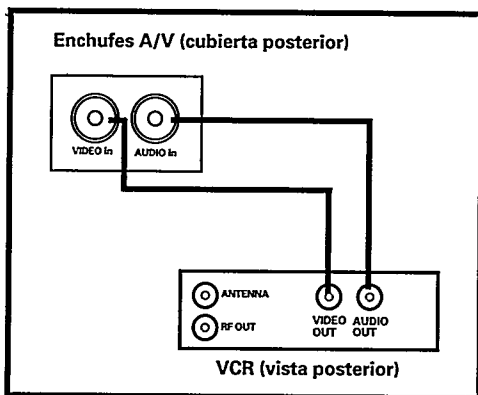 Enchufes A/V (cubierta posterior)
VIDEO in AUDIO in
ANTENNA
RF OUT
VIDEO OUT
AUDIO OUT
VCR (vista posterior)